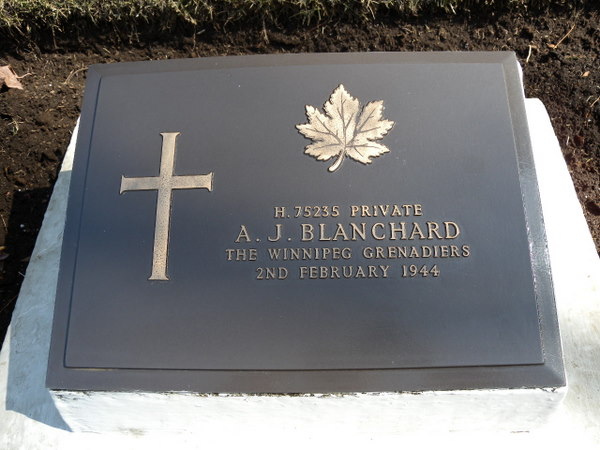 H. 75235 PRIVATE
A. J. BLANCHARD
THE WINNIPEG GRENADIERS
2ND FEBRUARY 1944